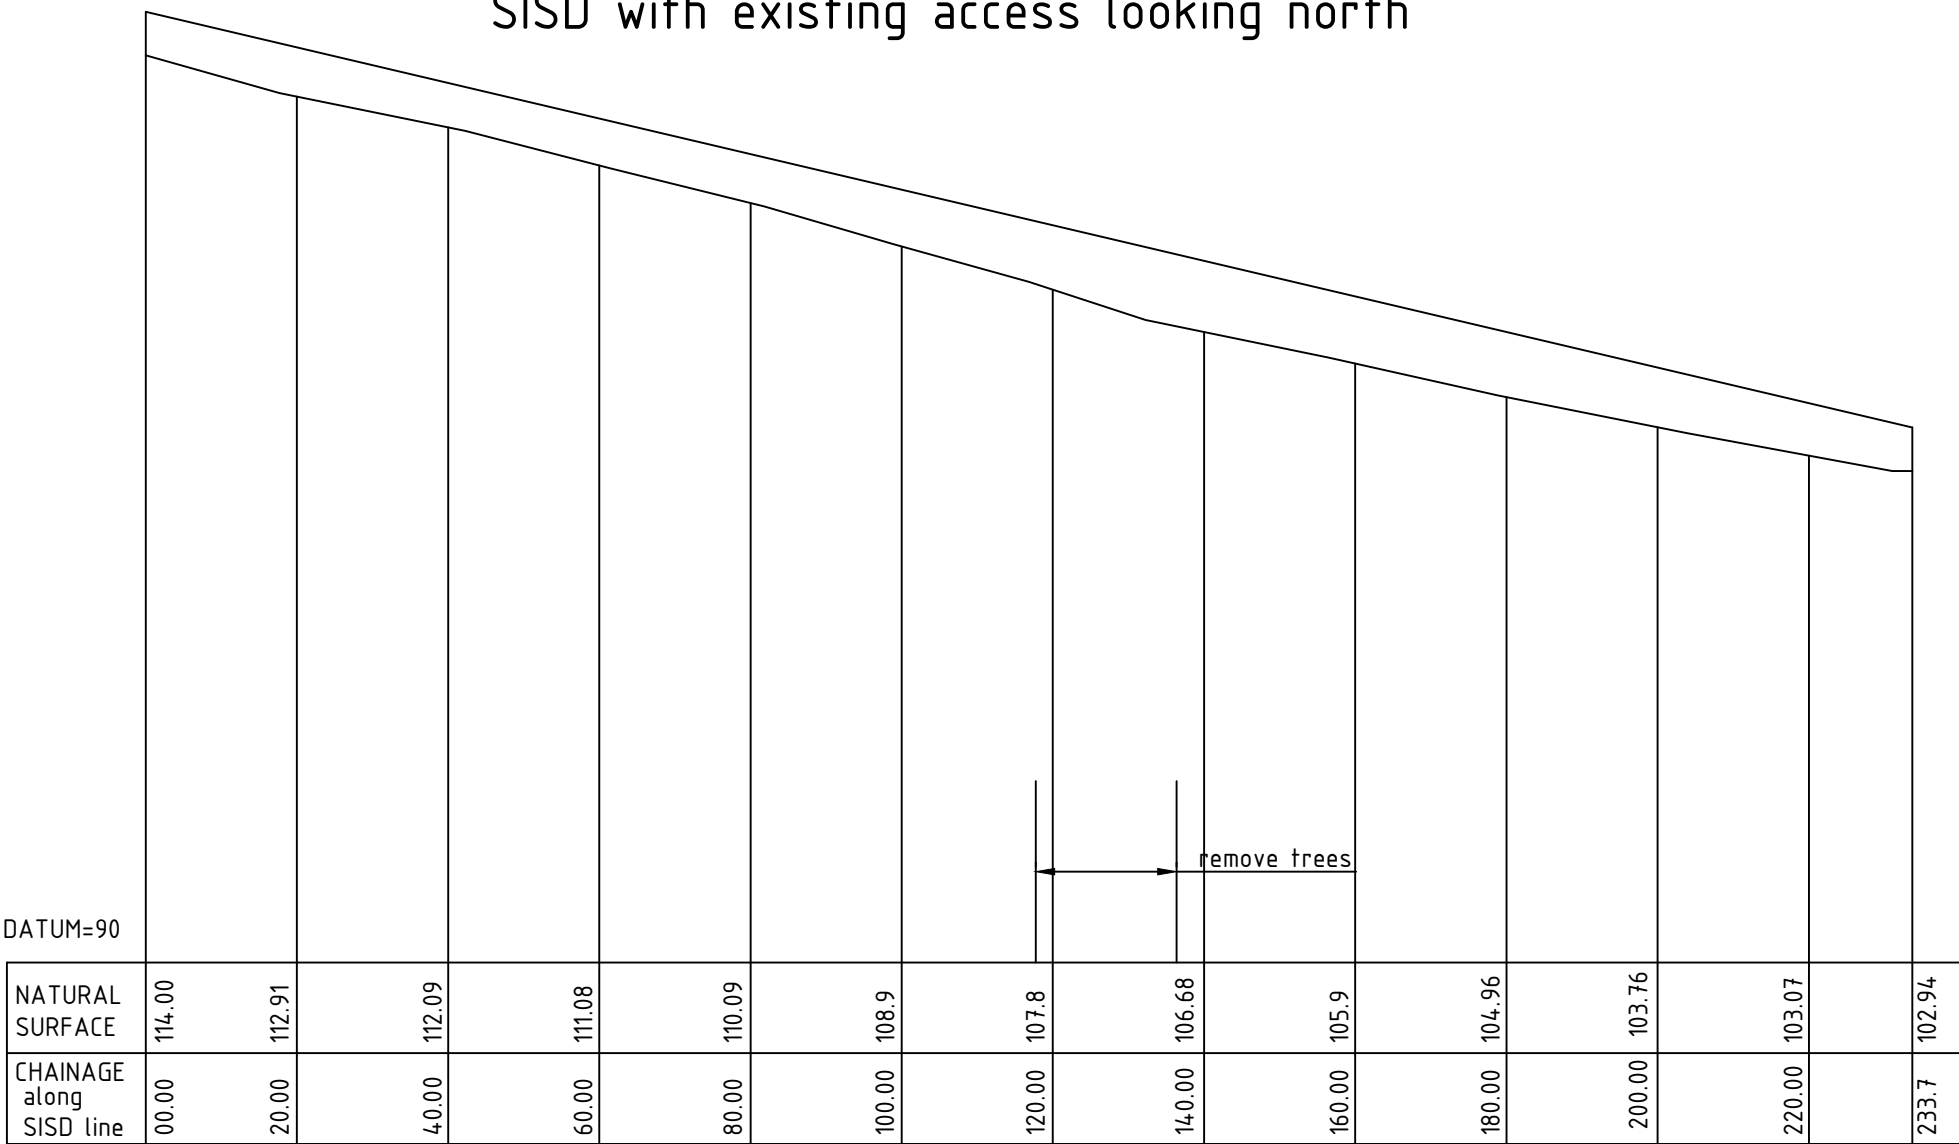 SISD with existing access looking north
remove trees
DATUM=90
NATURAL SURFACE 114.00 112.91 112.09 111.08 110.09 108.9 107.8 106.68 105.9 104.96 103.76 103.07 102.94
CHAINAGE along SISD line 00.00 20.00 40.00 60.00 80.00 100.00 120.00 140.00 160.00 180.00 200.00 220.00 233.7